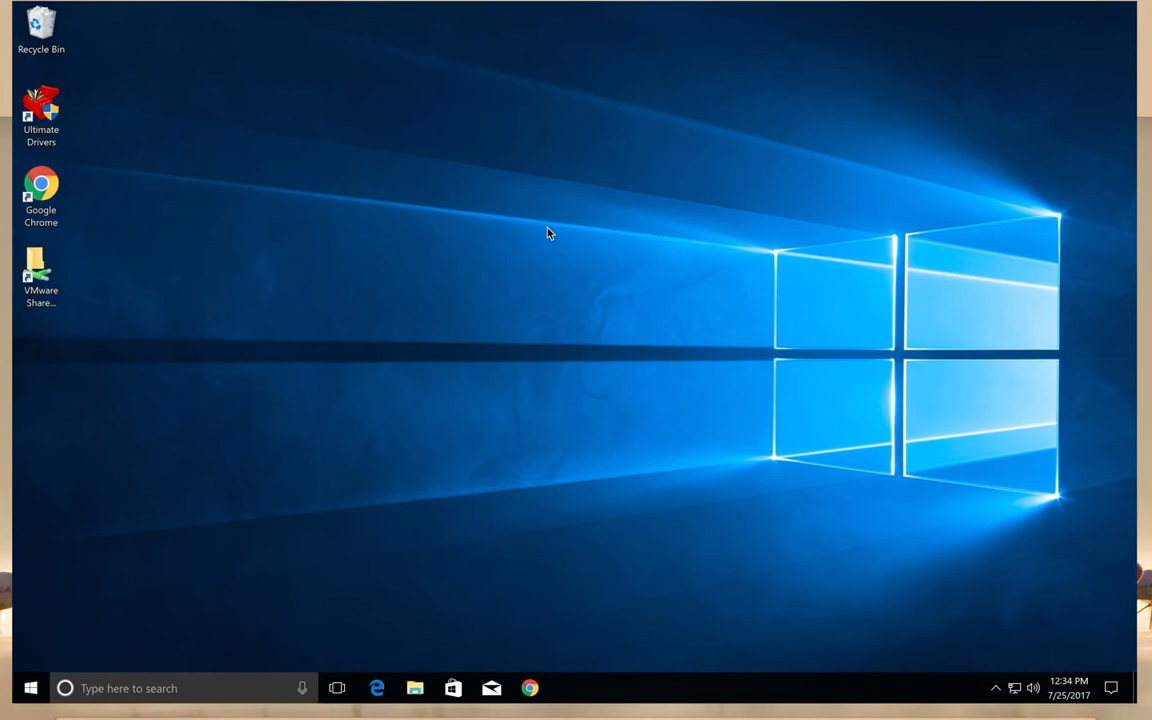 Recycle Bin
Ultimate
Drivers
Google
Chrome
VMware
Share...
Type here to search
12:34 PM
7/25/2017